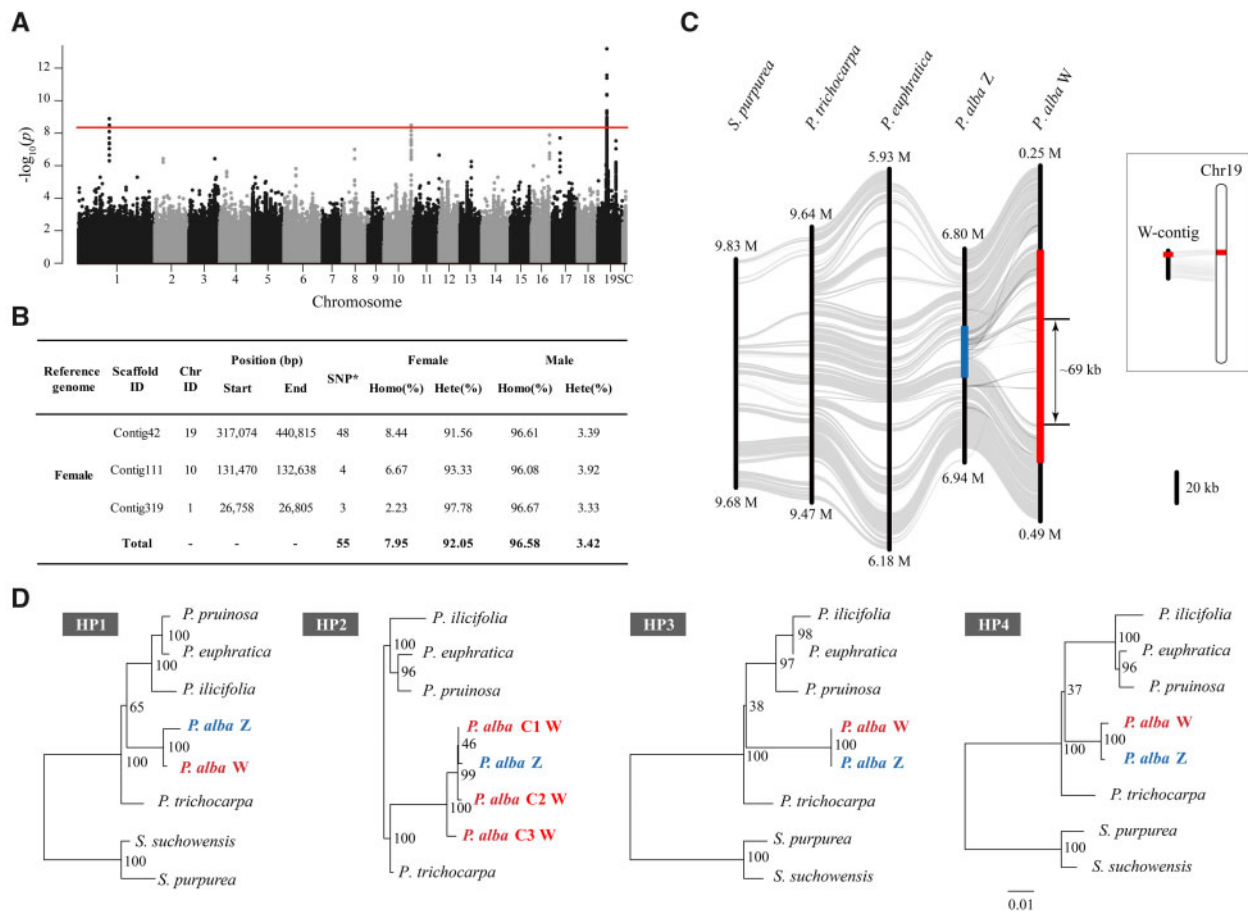 A
-log10(p)
12
10
8
6
4
2
0
1 2 3 4 5 6 7 8 9 10 11 12 13 14 15 16 17 18 19SC
Chromosome
B
Reference genome Scaffold ID Chr ID Position (bp) Start End SNP* Female Homo(%) Hete(%) Male Homo(%) Hete(%)
Female
Contig42 19 317,074 440,815 48 8.44 91.56 96.61 3.39
Contig111 10 131,470 132,638 4 6.67 93.33 96.08 3.92
Contig319 1 26,758 26,805 3 2.23 97.78 96.67 3.33
Total - - - 55 7.95 92.05 96.58 3.42
C
S. purpurea
P. trichocarpa
P. euphratica
P. alba Z
P. alba W
9.83 M
9.64 M
5.93 M
6.80 M
0.25 M
9.68 M
9.47 M
6.18 M
6.94 M
0.49 M
~69 kb
Chr19
W-contig
20 kb
D
HP1
P. pruinosa
100
P. euphratica
100
P. ilicifolia
65
P. alba Z
100
100
P. alba W
P. trichocarpa
S. suchowensis
100
S. purpurea
HP2
P. ilicifolia
100
P. euphratica
96
P. pruinosa
P. alba C1 W
46
P. alba Z
99
P. alba C2 W
100
P. alba C3 W
100
P. trichocarpa
HP3
P. ilicifolia
98
P. euphratica
97
P. pruinosa
38
P. alba W
100
100
P. alba Z
P. trichocarpa
S. purpurea
100
S. suchowensis
HP4
P. ilicifolia
100
P. euphratica
96
P. pruinosa
37
P. alba W
100
100
P. alba Z
P. trichocarpa
S. purpurea
100
S. suchowensis
0.01